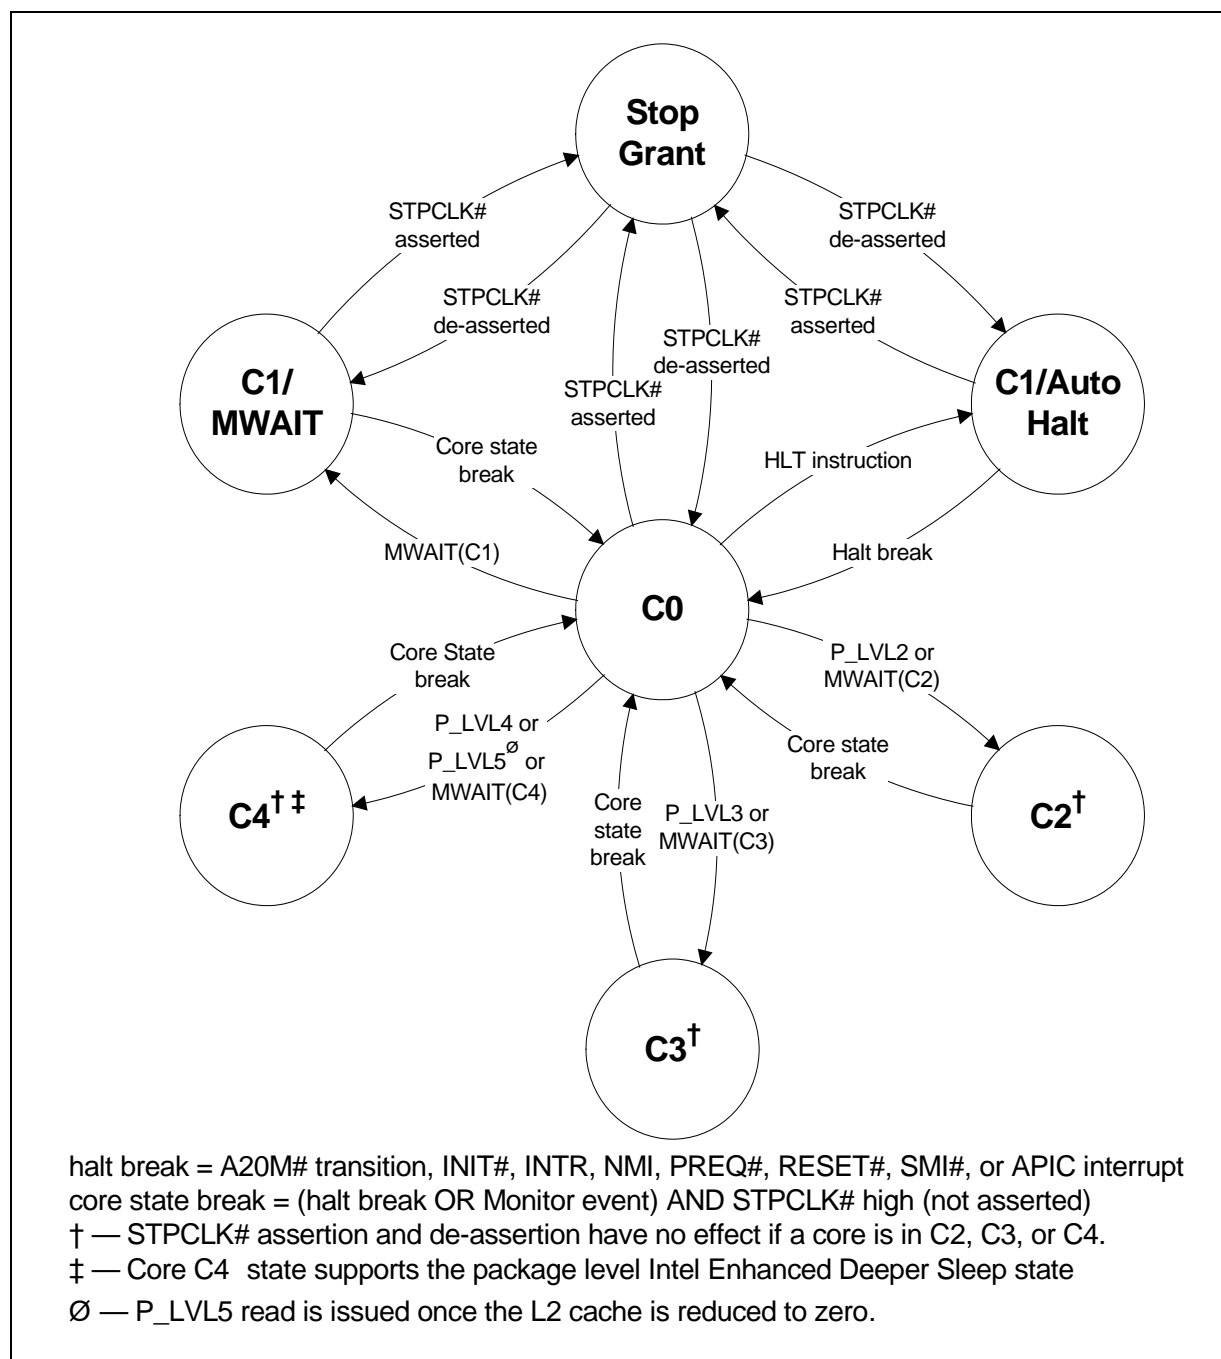 Stop
Grant
STPCLK#
asserted
STPCLK#
de-asserted
STPCLK#
de-asserted
STPCLK#
asserted
STPCLK#
de-asserted
STPCLK#
asserted
C1/
MWAIT
C1/Auto
Halt
Core state
break
HLT instruction
MWAIT(C1)
Halt break
C0
Core State
break
P_LVL2 or
MWAIT(C2)
P_LVL4 or
P_LVL5Ø or
MWAIT(C4)
Core state
break
Core
state
break
P_LVL3 or
MWAIT(C3)
C4† ‡
C2†
C3†
halt break = A20M# transition, INIT#, INTR, NMI, PREQ#, RESET#, SMI#, or APIC interrupt
core state break = (halt break OR Monitor event) AND STPCLK# high (not asserted)
† — STPCLK# assertion and de-assertion have no effect if a core is in C2, C3, or C4.
‡ — Core C4 state supports the package level Intel Enhanced Deeper Sleep state
Ø — P_LVL5 read is issued once the L2 cache is reduced to zero.